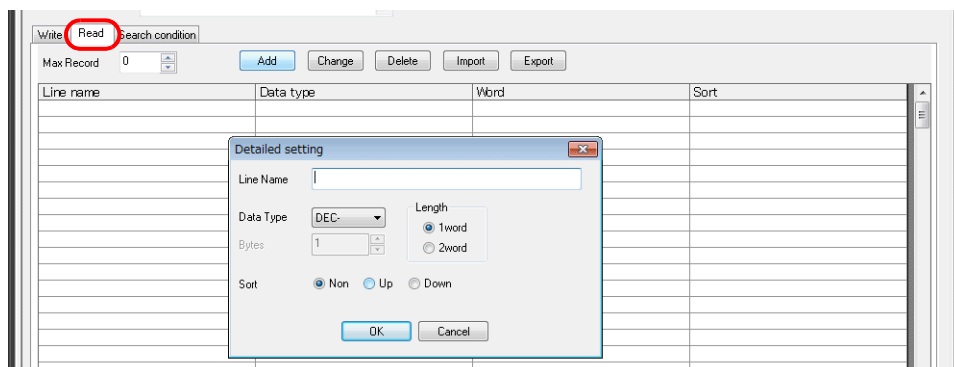 Write Read Search condition
Max Record 0 Add Change Delete Import Export
Line name Data type Word Sort
Detailed setting
Line Name
Data Type DEC- Length
1word
Bytes 1 2word
Sort Non Up Down
OK Cancel